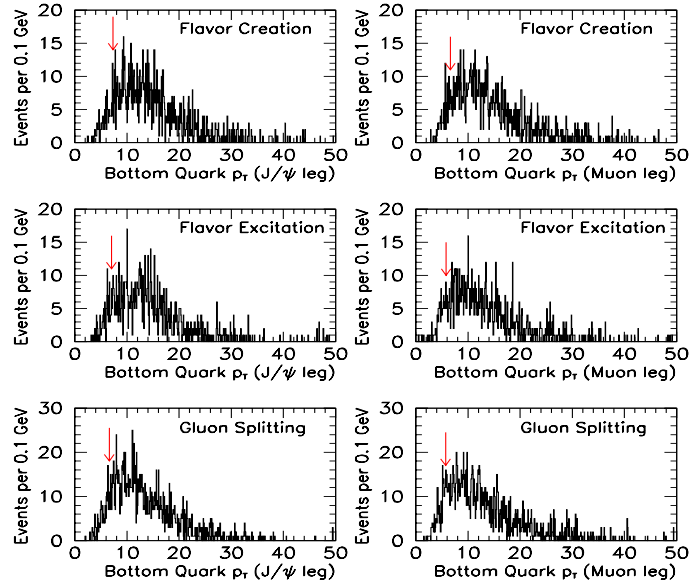 Flavor Creation
Events per 0.1 GeV
20
15
10
5
0
0 10 20 30 40 50
Bottom Quark pT (J/ψ leg)
Flavor Creation
Events per 0.1 GeV
20
15
10
5
0
0 10 20 30 40 50
Bottom Quark pT (Muon leg)
Flavor Excitation
Events per 0.1 GeV
20
15
10
5
0
0 10 20 30 40 50
Bottom Quark pT (J/ψ leg)
Flavor Excitation
Events per 0.1 GeV
20
15
10
5
0
0 10 20 30 40 50
Bottom Quark pT (Muon leg)
Gluon Splitting
Events per 0.1 GeV
30
20
10
0
0 10 20 30 40 50
Bottom Quark pT (J/ψ leg)
Gluon Splitting
Events per 0.1 GeV
30
20
10
0
0 10 20 30 40 50
Bottom Quark pT (Muon leg)